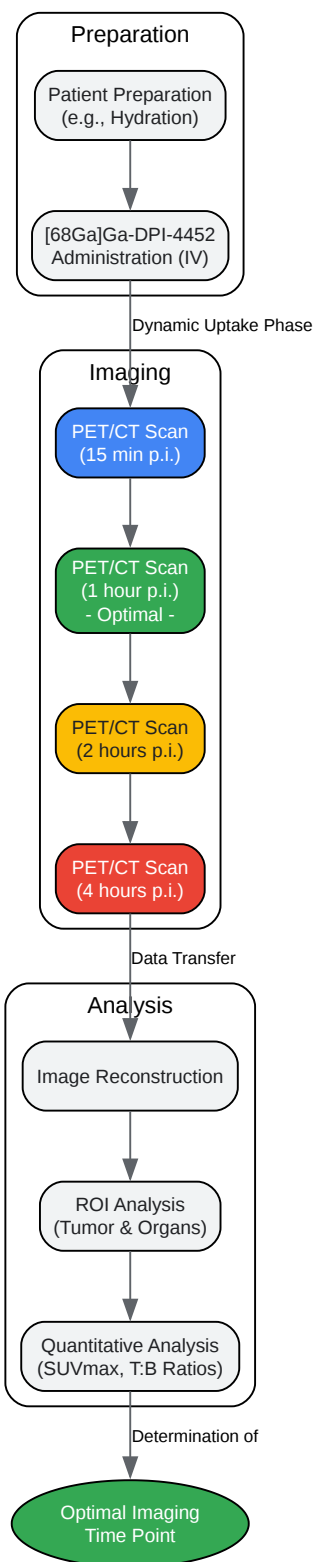 Preparation
Patient Preparation
(e.g., Hydration)
[68Ga]Ga-DPI-4452
Administration (IV)
Dynamic Uptake Phase
Imaging
PET/CT Scan
(15 min p.i.)
PET/CT Scan
(1 hour p.i.)
- Optimal -
PET/CT Scan
(2 hours p.i.)
PET/CT Scan
(4 hours p.i.)
Data Transfer
Analysis
Image Reconstruction
ROI Analysis
(Tumor & Organs)
Quantitative Analysis
(SUVmax, T:B Ratios)
Determination of
Optimal Imaging
Time Point